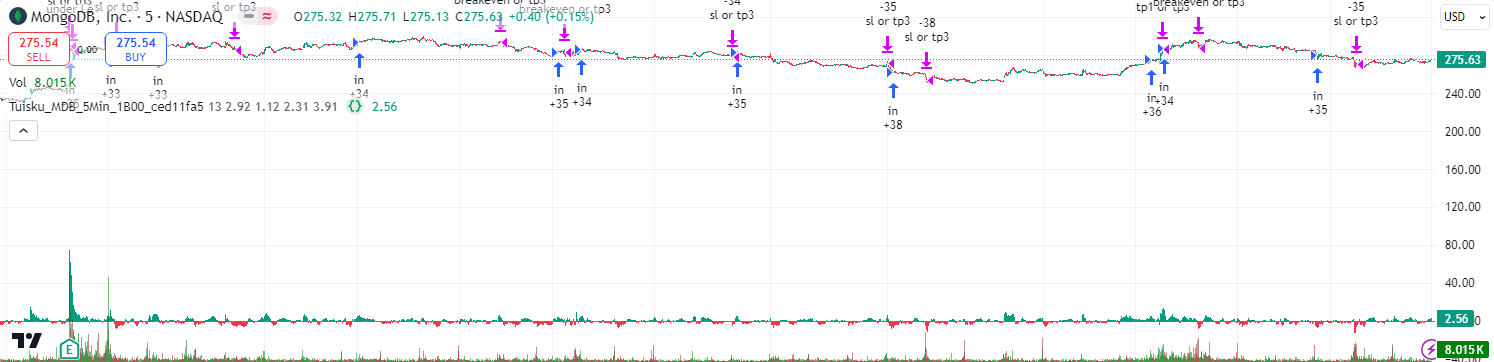 under l
sl or tp3
sl or tp3
breakeven or tp3
breakeven or tp3
-34
sl or tp3
-35
sl or tp3
-38
sl or tp3
tp1 or tp3
breakeven or tp3
-35
sl or tp3
MongoDB, Inc. · 5 · NASDAQ
O275.32 H275.71 L275.13 C275.63 +0.40 (+0.15%)
USD
275.54
SELL
0.00
275.54
BUY
Vol 8.015K
Tuisku_MDB_5Min_1B00_ced11fa5 13 2.92 1.12 2.31 3.91 {} 2.56
in
+33
in
+33
in
+34
in
+35
in
+34
in
+35
in
+38
in
+36
in
+34
in
+35
275.63
240.00
200.00
160.00
120.00
80.00
40.00
2.56
8.015K
-40.00
E